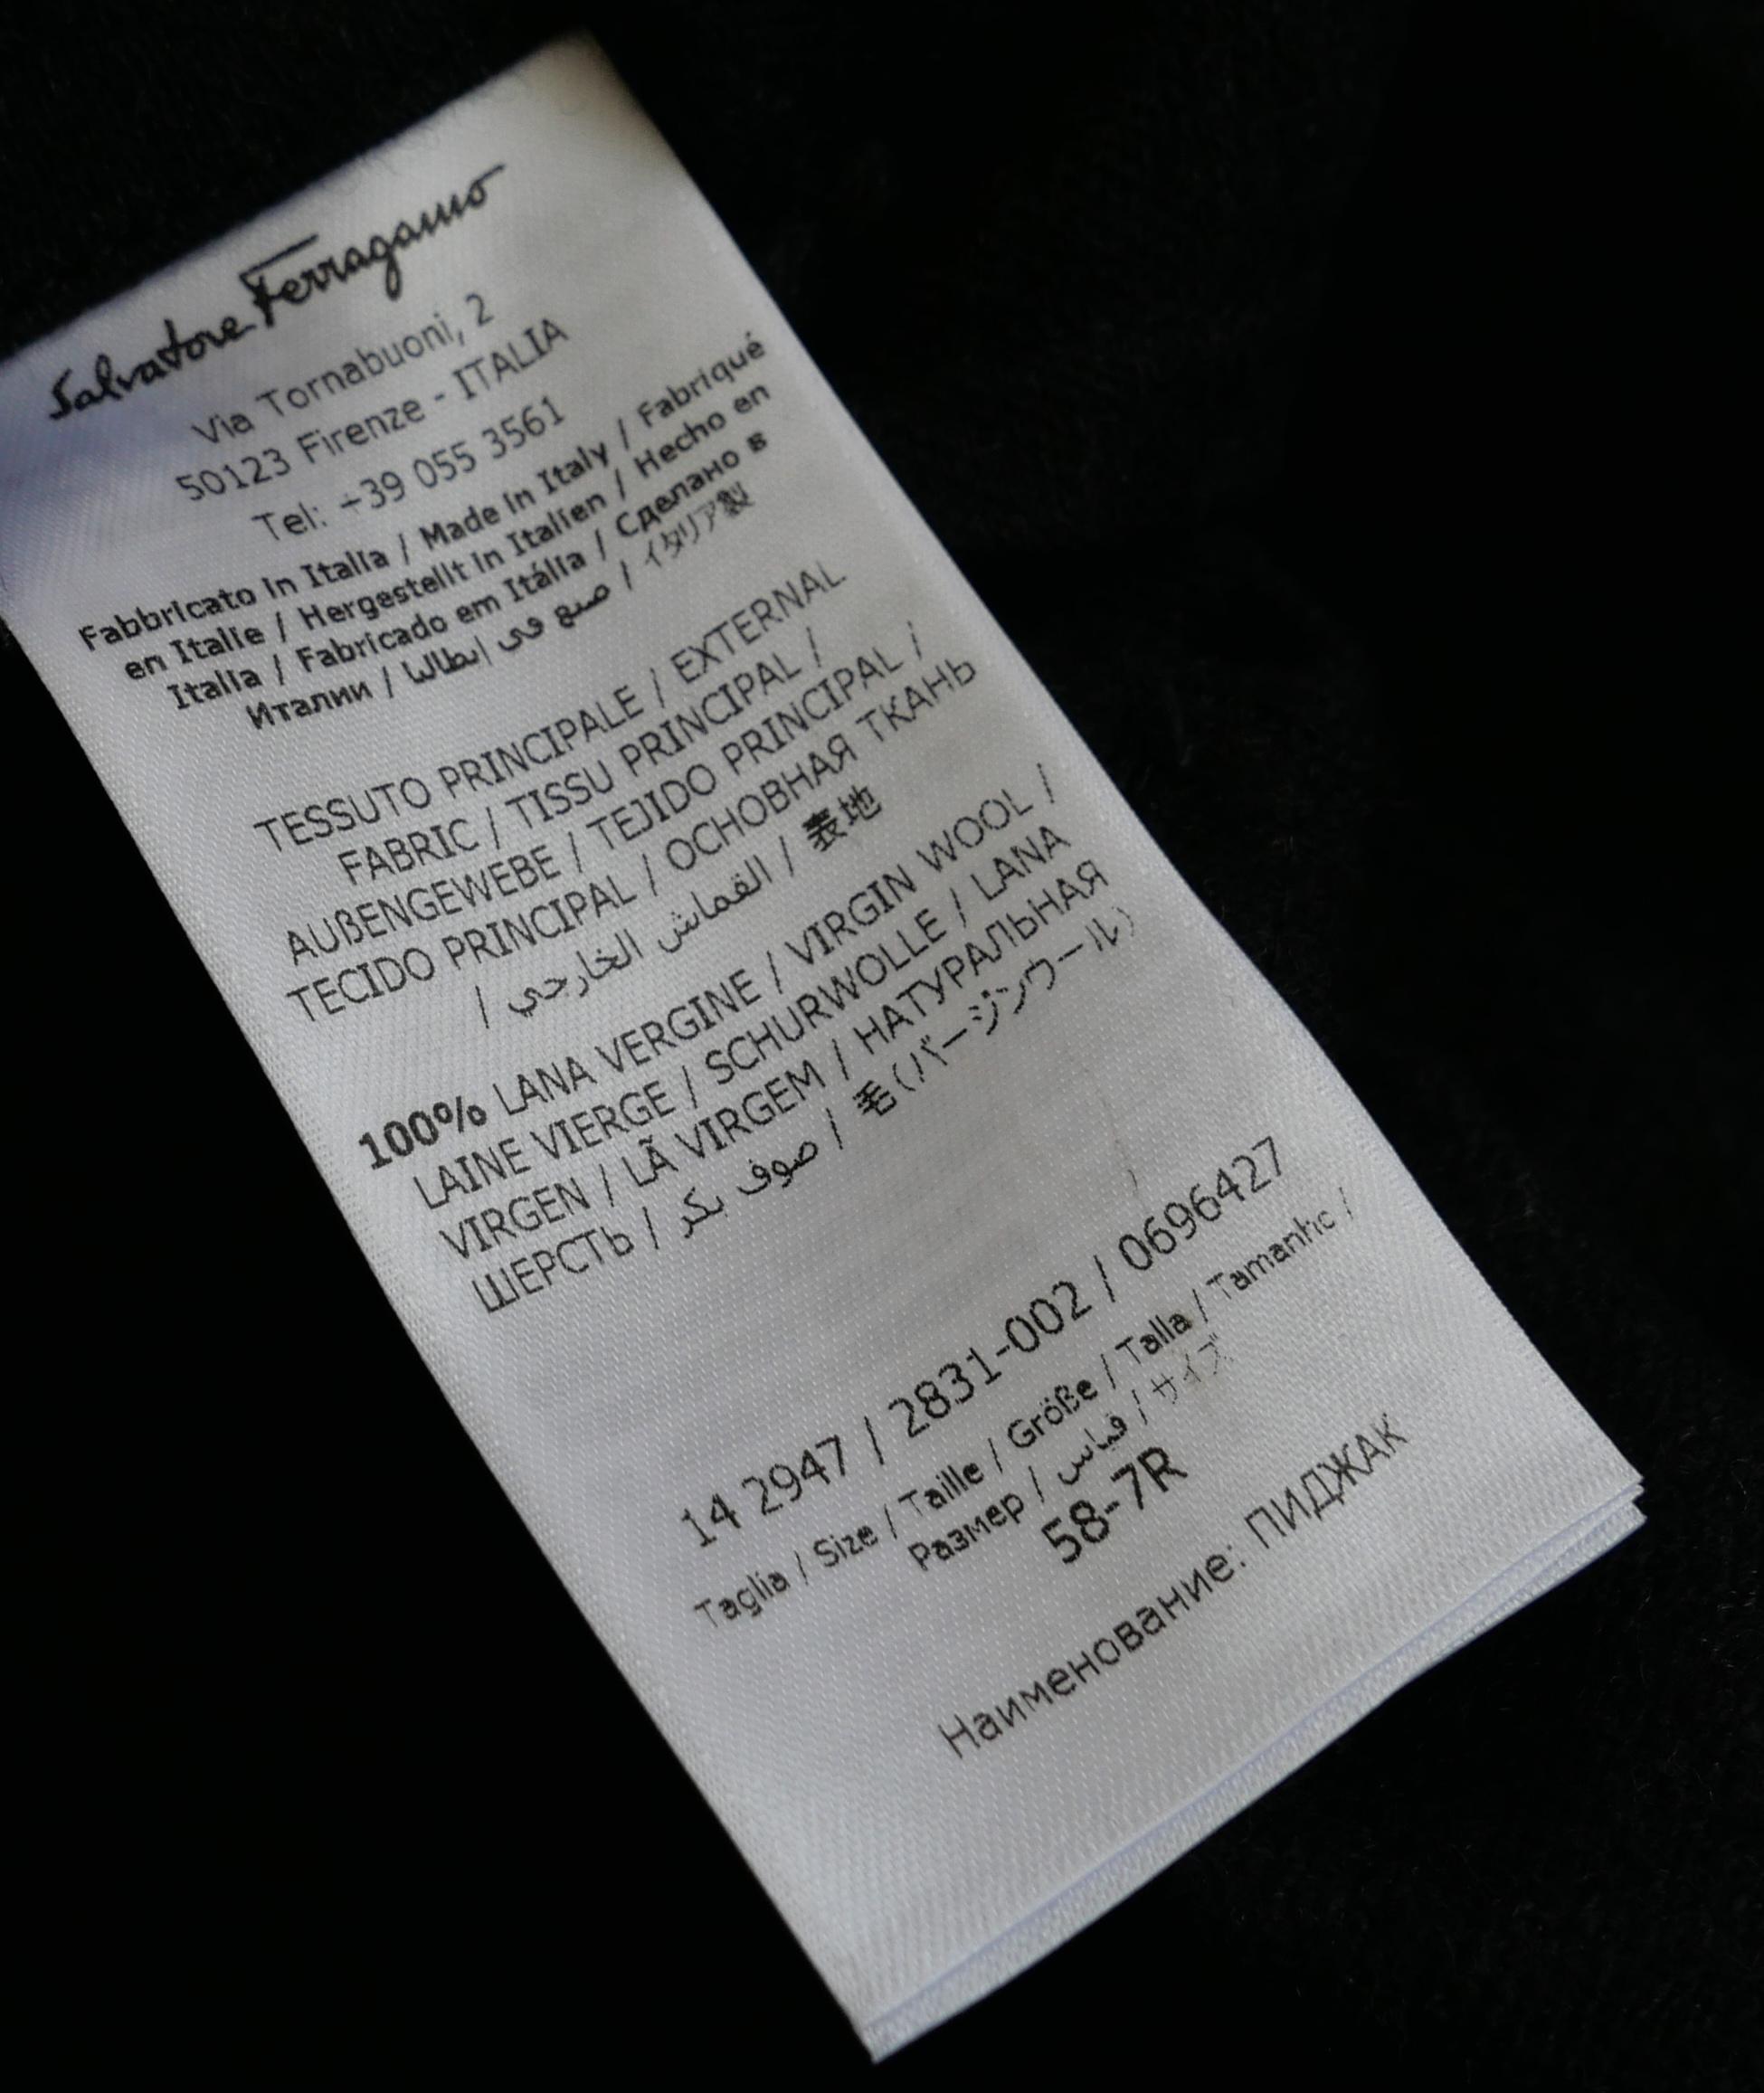 Salvatore Ferragamo
Via Tornabuoni, 2
50123 Firenze - ITALIA
Tel: +39 055 3561
Fabbricato in Italia / Made in Italy / Fabriqué
en Italie / Hergestellt in Italien / Hecho en
Italia / Fabricado em Itália / Сделано в
Италии / صنع في إيطاليا / イタリア製
TESSUTO PRINCIPALE / EXTERNAL
FABRIC / TISSU PRINCIPAL /
AUßENGEWEBE / TEJIDO PRINCIPAL /
TECIDO PRINCIPAL / ОСНОВНАЯ ТКАНЬ
/ القماش الخارجي / 表地
100% LANA VERGINE / VIRGIN WOOL /
LAINE VIERGE / SCHURWOLLE / LANA
VIRGEN / LÃ VIRGEM / НАТУРАЛЬНАЯ
ШЕРСТЬ / صوف بكر / 毛(バージンウール)
14 2947 / 2831-002 / 0696427
Taglia / Size / Taille / Größe / Talla / Tamanho /
Размер / قياس / サイズ
58-7R
Наименование: ПИДЖАК